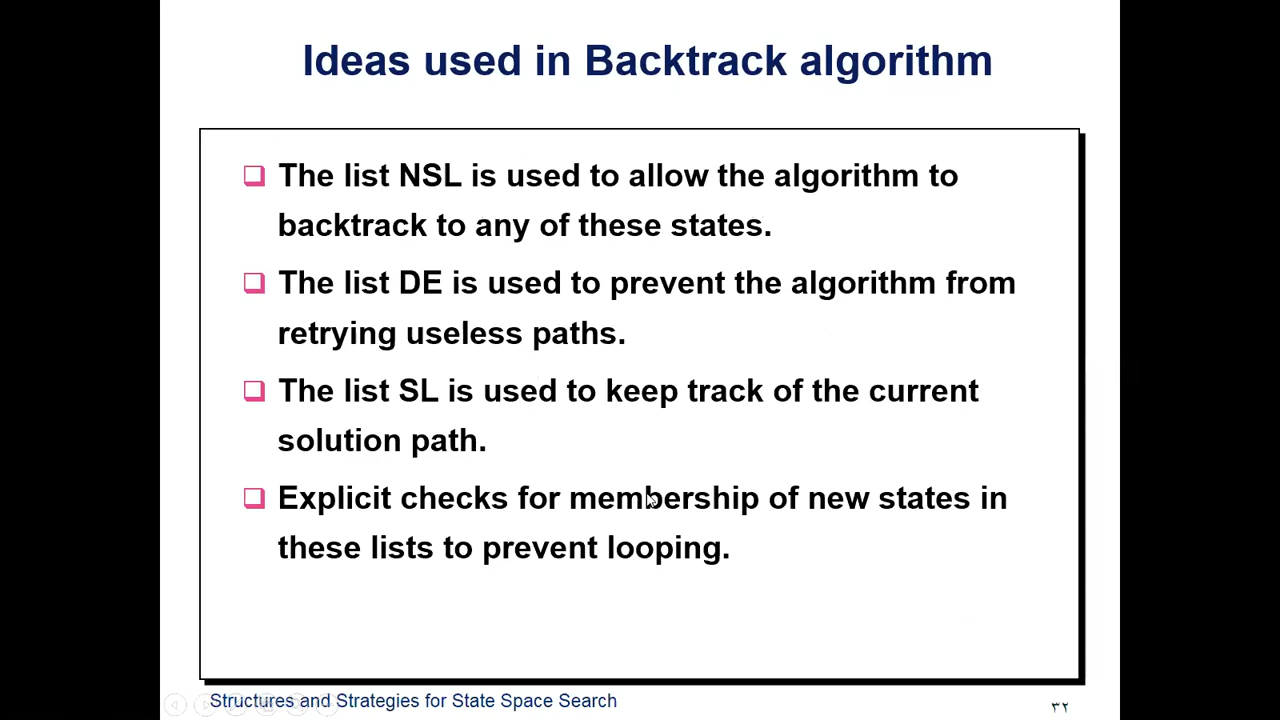 Ideas used in Backtrack algorithm
The list NSL is used to allow the algorithm to
backtrack to any of these states.
The list DE is used to prevent the algorithm from
retrying useless paths.
The list SL is used to keep track of the current
solution path.
Explicit checks for membership of new states in
these lists to prevent looping.
Structures and Strategies for State Space Search
٣٢